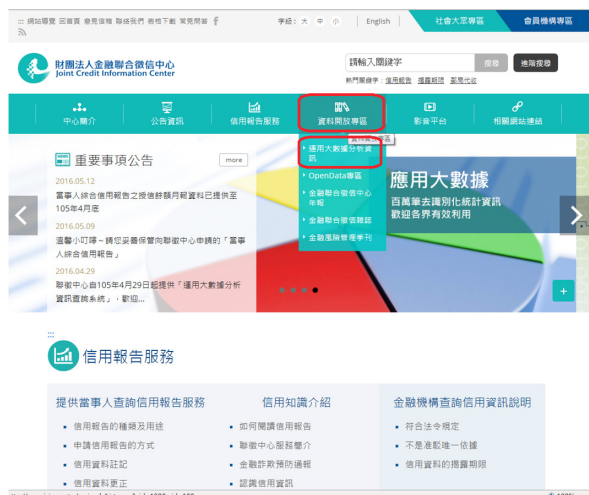 ::: 網站導覽 回首頁 意見信箱 聯絡我們 表格下載 常見問答
字級: 大 中 小 | English
社會大眾專區
會員機構專區
財團法人金融聯合徵信中心
Joint Credit Information Center
請輸入關鍵字
搜尋
進階搜尋
熱門關鍵字：信用報告 揭露期限 郵局代收
中心簡介
公告資訊
信用報告服務
資料開放專區
影音平台
相關網站連結
運用大數據分析資
訊
OpenData專區
金融聯合徵信中心
年報
金融聯合徵信雜誌
金融風險管理季刊
NEWS
重要事項公告
more
2016.05.12
當事人綜合信用報告之授信餘額月報資料已提供至
105年4月底
2016.05.09
溫馨小叮嚀～請您妥善保管向聯徵中心申請的「當事
人綜合信用報告」
2016.04.29
聯徵中心自105年4月29日起提供「運用大數據分析
資訊查詢系統」，歡迎...
應用大數據
百萬筆去識別化統計資訊
歡迎各界有效利用
:::
信用報告服務
提供當事人查詢信用報告服務
信用報告的種類及用途
申請信用報告的方式
信用資料註記
信用資料更正
信用知識介紹
如何閱讀信用報告
聯徵中心服務簡介
金融詐欺預防通報
認識信用資訊
金融機構查詢信用資訊說明
符合法令規定
不是准駁唯一依據
信用資料的揭露期限